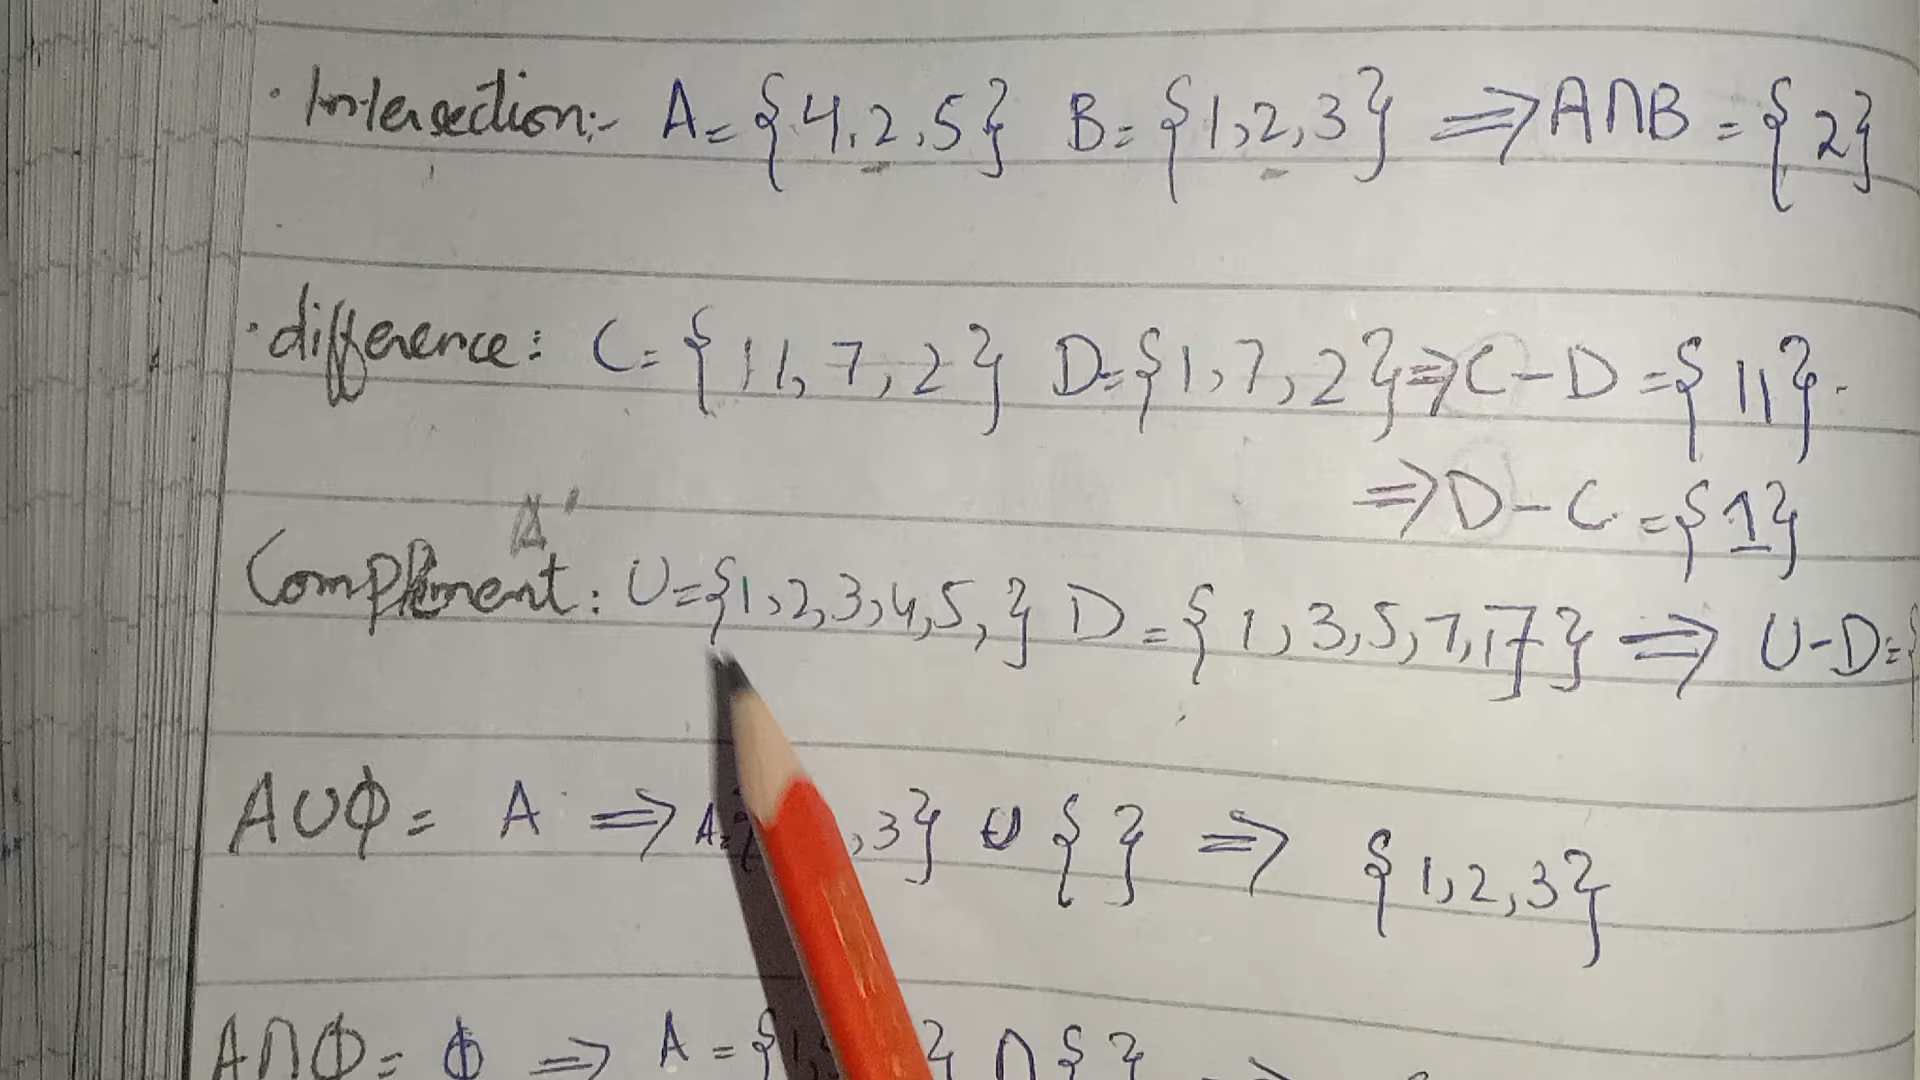 · Intersection:- A={4,2,5} B={1,2,3} ⇒ A∩B={2}
· difference: C={11,7,2} D={1,7,2} ⇒ C-D={11}.
⇒ D-C={1}
A'
Complement: U={1,2,3,4,5,} D={1,3,5,7,17} ⇒ U-D={
A∪Φ= A ⇒ A={ ,3} ∪ { } ⇒ {1,2,3}
A∩Φ= Φ ⇒ A={1, } ∩ { }